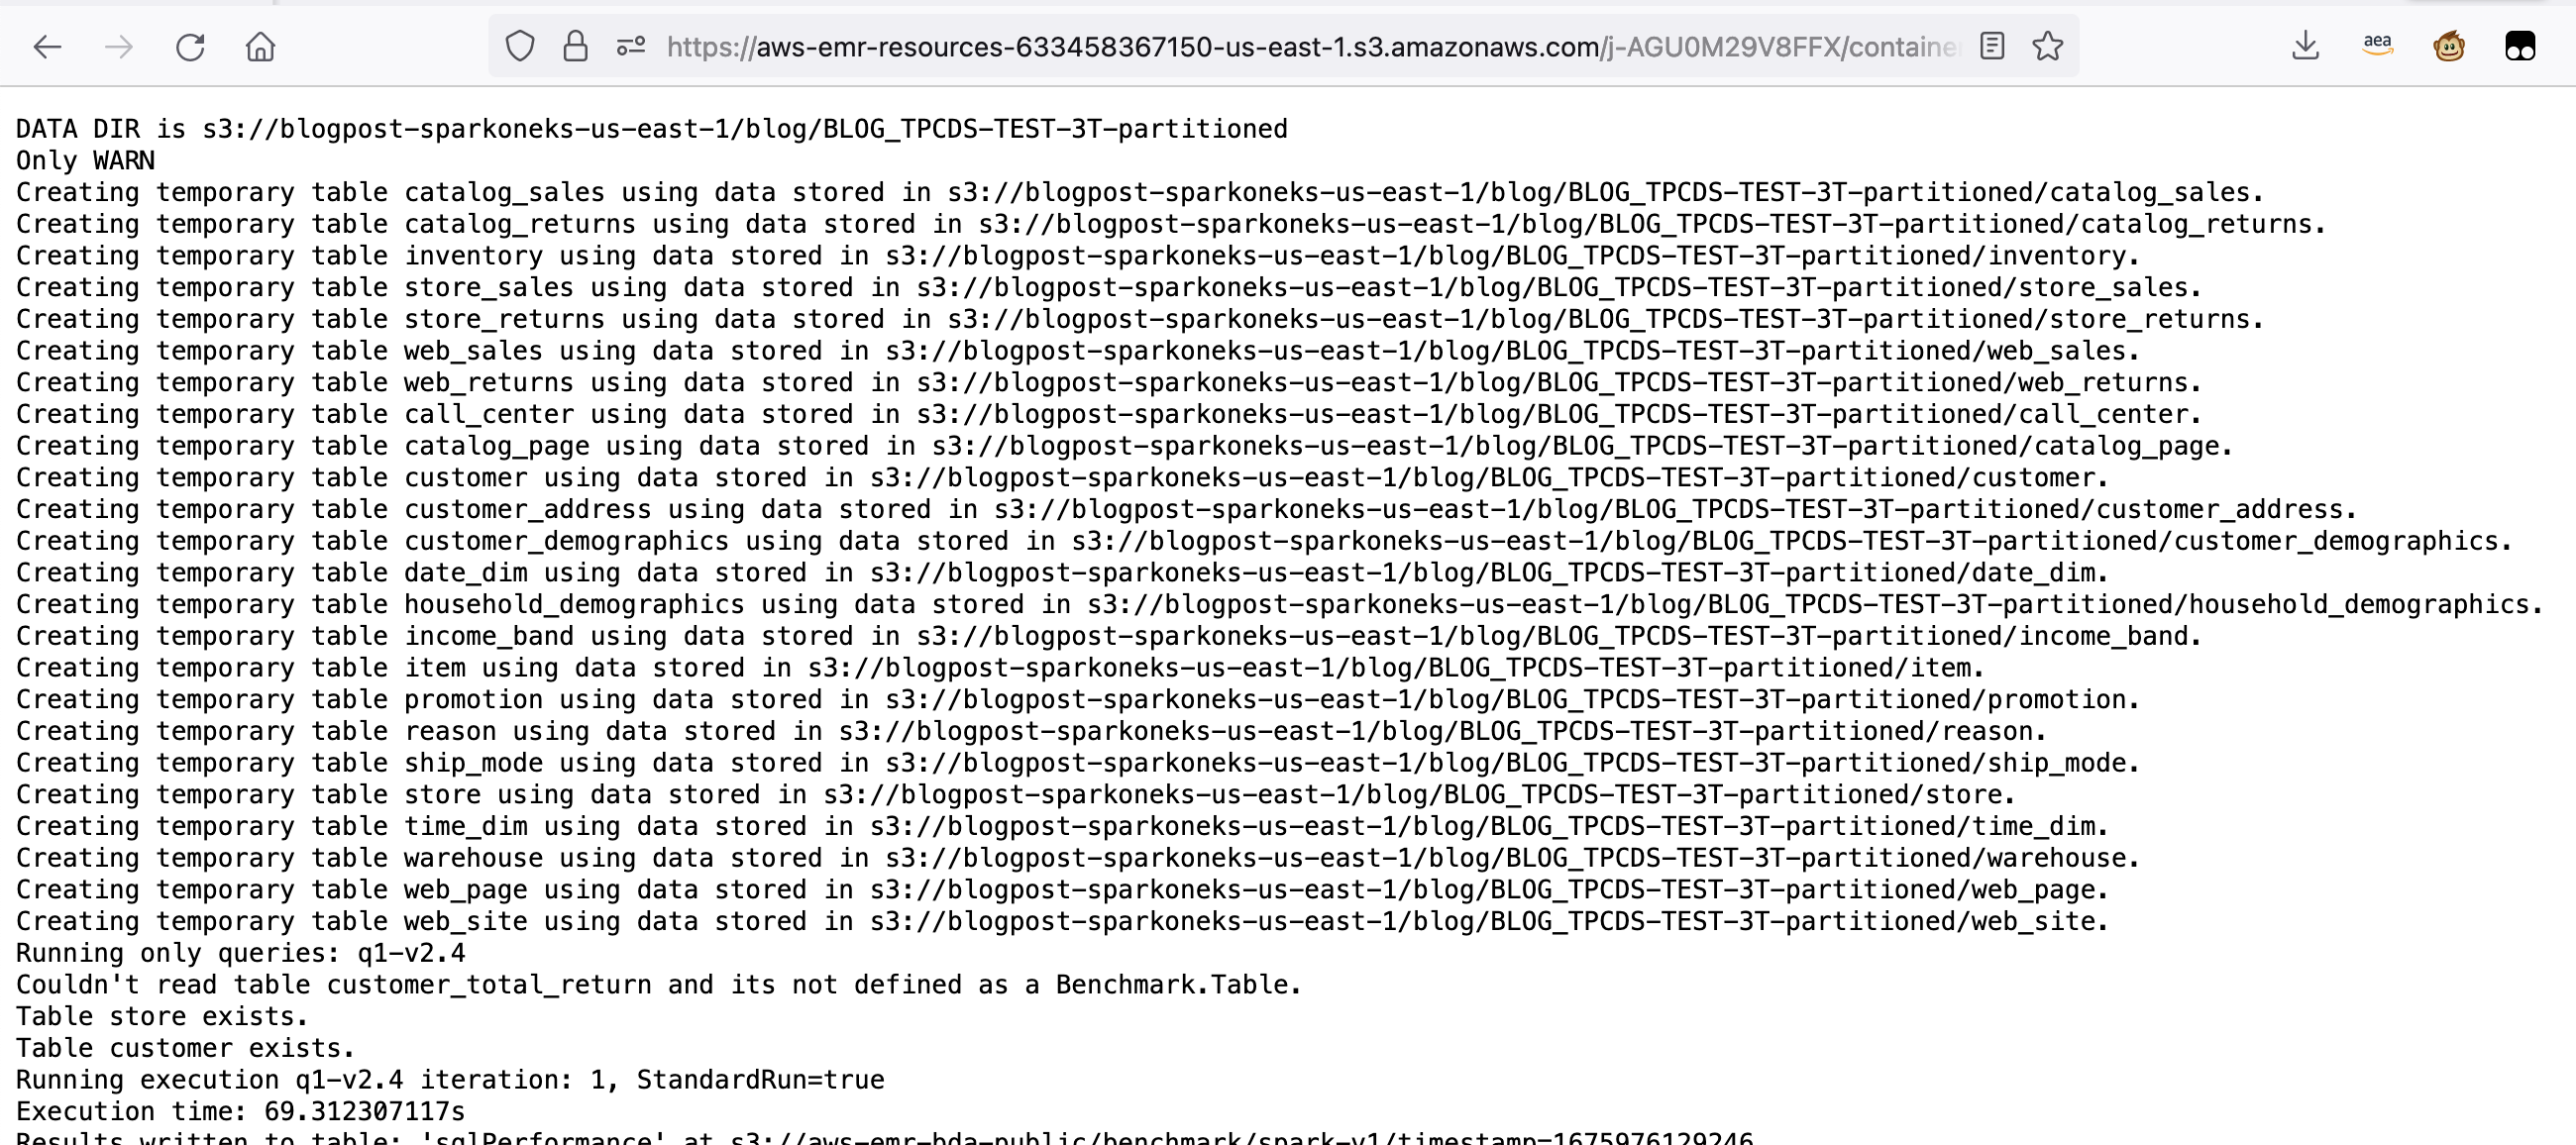 https://aws-emr-resources-633458367150-us-east-1.s3.amazonaws.com/j-AGU0M29V8FFX/containe
aea
DATA DIR is s3://blogpost-sparkoneks-us-east-1/blog/BLOG_TPCDS-TEST-3T-partitioned
Only WARN
Creating temporary table catalog_sales using data stored in s3://blogpost-sparkoneks-us-east-1/blog/BLOG_TPCDS-TEST-3T-partitioned/catalog_sales.
Creating temporary table catalog_returns using data stored in s3://blogpost-sparkoneks-us-east-1/blog/BLOG_TPCDS-TEST-3T-partitioned/catalog_returns.
Creating temporary table inventory using data stored in s3://blogpost-sparkoneks-us-east-1/blog/BLOG_TPCDS-TEST-3T-partitioned/inventory.
Creating temporary table store_sales using data stored in s3://blogpost-sparkoneks-us-east-1/blog/BLOG_TPCDS-TEST-3T-partitioned/store_sales.
Creating temporary table store_returns using data stored in s3://blogpost-sparkoneks-us-east-1/blog/BLOG_TPCDS-TEST-3T-partitioned/store_returns.
Creating temporary table web_sales using data stored in s3://blogpost-sparkoneks-us-east-1/blog/BLOG_TPCDS-TEST-3T-partitioned/web_sales.
Creating temporary table web_returns using data stored in s3://blogpost-sparkoneks-us-east-1/blog/BLOG_TPCDS-TEST-3T-partitioned/web_returns.
Creating temporary table call_center using data stored in s3://blogpost-sparkoneks-us-east-1/blog/BLOG_TPCDS-TEST-3T-partitioned/call_center.
Creating temporary table catalog_page using data stored in s3://blogpost-sparkoneks-us-east-1/blog/BLOG_TPCDS-TEST-3T-partitioned/catalog_page.
Creating temporary table customer using data stored in s3://blogpost-sparkoneks-us-east-1/blog/BLOG_TPCDS-TEST-3T-partitioned/customer.
Creating temporary table customer_address using data stored in s3://blogpost-sparkoneks-us-east-1/blog/BLOG_TPCDS-TEST-3T-partitioned/customer_address.
Creating temporary table customer_demographics using data stored in s3://blogpost-sparkoneks-us-east-1/blog/BLOG_TPCDS-TEST-3T-partitioned/customer_demographics.
Creating temporary table date_dim using data stored in s3://blogpost-sparkoneks-us-east-1/blog/BLOG_TPCDS-TEST-3T-partitioned/date_dim.
Creating temporary table household_demographics using data stored in s3://blogpost-sparkoneks-us-east-1/blog/BLOG_TPCDS-TEST-3T-partitioned/household_demographics.
Creating temporary table income_band using data stored in s3://blogpost-sparkoneks-us-east-1/blog/BLOG_TPCDS-TEST-3T-partitioned/income_band.
Creating temporary table item using data stored in s3://blogpost-sparkoneks-us-east-1/blog/BLOG_TPCDS-TEST-3T-partitioned/item.
Creating temporary table promotion using data stored in s3://blogpost-sparkoneks-us-east-1/blog/BLOG_TPCDS-TEST-3T-partitioned/promotion.
Creating temporary table reason using data stored in s3://blogpost-sparkoneks-us-east-1/blog/BLOG_TPCDS-TEST-3T-partitioned/reason.
Creating temporary table ship_mode using data stored in s3://blogpost-sparkoneks-us-east-1/blog/BLOG_TPCDS-TEST-3T-partitioned/ship_mode.
Creating temporary table store using data stored in s3://blogpost-sparkoneks-us-east-1/blog/BLOG_TPCDS-TEST-3T-partitioned/store.
Creating temporary table time_dim using data stored in s3://blogpost-sparkoneks-us-east-1/blog/BLOG_TPCDS-TEST-3T-partitioned/time_dim.
Creating temporary table warehouse using data stored in s3://blogpost-sparkoneks-us-east-1/blog/BLOG_TPCDS-TEST-3T-partitioned/warehouse.
Creating temporary table web_page using data stored in s3://blogpost-sparkoneks-us-east-1/blog/BLOG_TPCDS-TEST-3T-partitioned/web_page.
Creating temporary table web_site using data stored in s3://blogpost-sparkoneks-us-east-1/blog/BLOG_TPCDS-TEST-3T-partitioned/web_site.
Running only queries: q1-v2.4
Couldn't read table customer_total_return and its not defined as a Benchmark.Table.
Table store exists.
Table customer exists.
Running execution q1-v2.4 iteration: 1, StandardRun=true
Execution time: 69.312307117s
Results written to table: 'sqlPerformance' at s3://aws-emr-bda-public/benchmark/spark-v1/timestamp=1675976129246